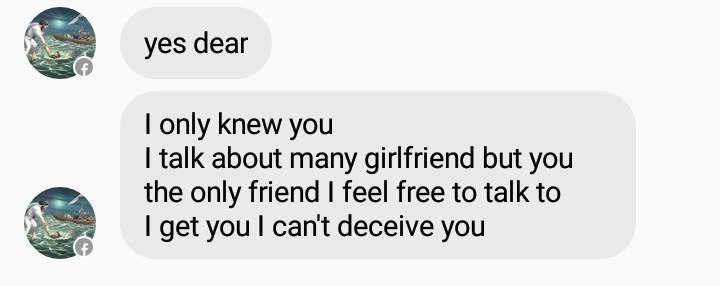 yes dear
I only knew you
I talk about many girlfriend but you
the only friend I feel free to talk to
I get you I can't deceive you